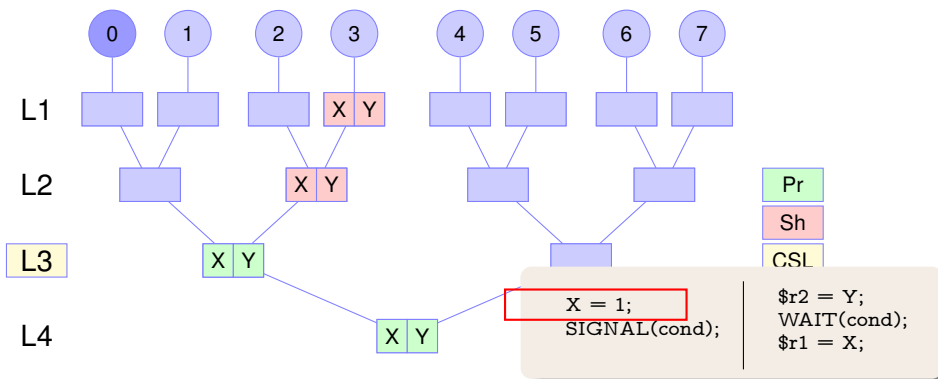 0 1 2 3 4 5 6 7
L1 X Y
L2 X Y Pr
Sh
L3 X Y CSL
X = 1; $r2 = Y;
SIGNAL(cond); WAIT(cond);
L4 X Y $r1 = X;